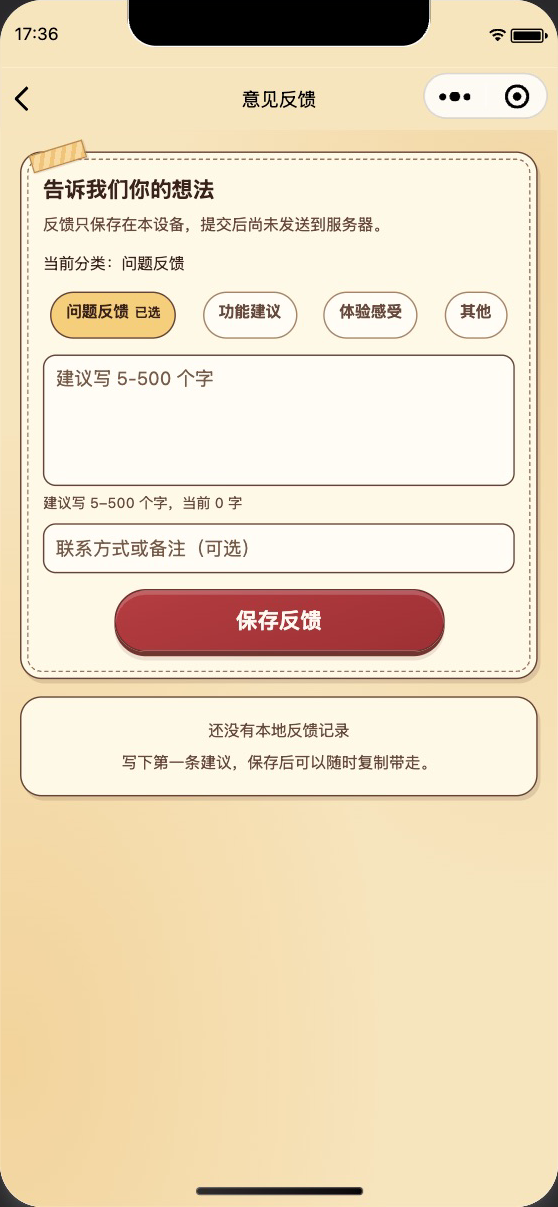 17:36
意见反馈
告诉我们你的想法
反馈只保存在本设备，提交后尚未发送到服务器。
当前分类：问题反馈
问题反馈 已选 功能建议 体验感受 其他
建议写 5-500 个字
建议写 5–500 个字，当前 0 字
联系方式或备注（可选）
保存反馈
还没有本地反馈记录
写下第一条建议，保存后可以随时复制带走。